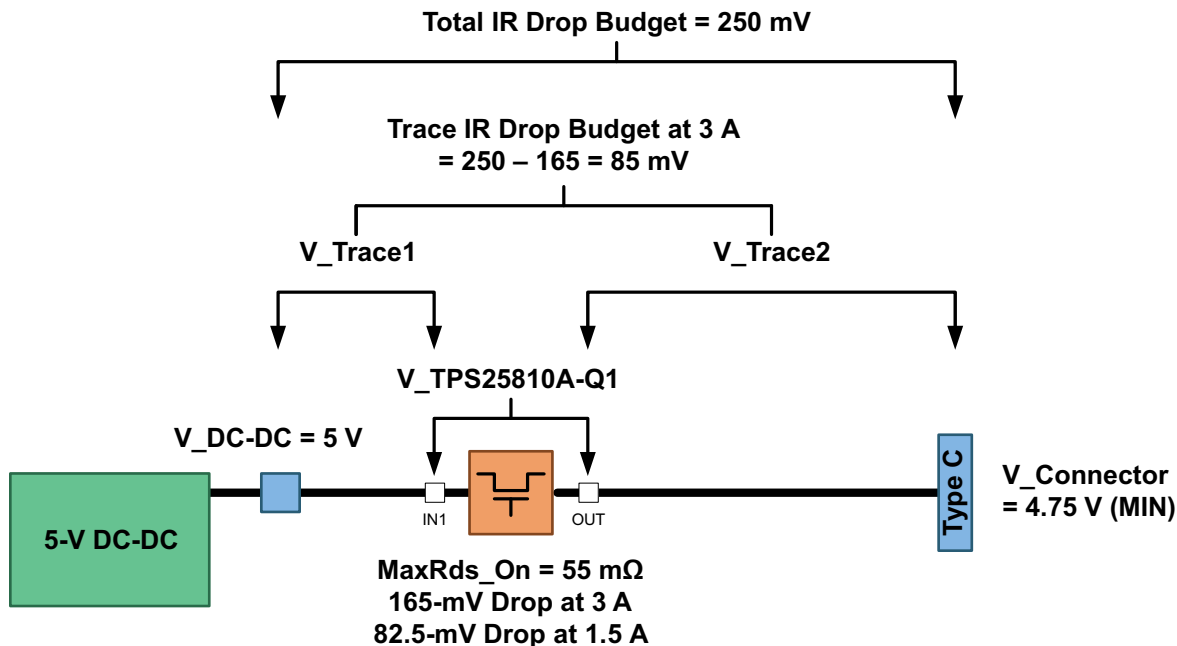 Total IR Drop Budget = 250 mV
Trace IR Drop Budget at 3 A
= 250 – 165 = 85 mV
V_Trace1
V_Trace2
V_TPS25810A-Q1
V_DC-DC = 5 V
5-V DC-DC
IN1
OUT
Type C
V_Connector
= 4.75 V (MIN)
MaxRds_On = 55 mΩ
165-mV Drop at 3 A
82.5-mV Drop at 1.5 A